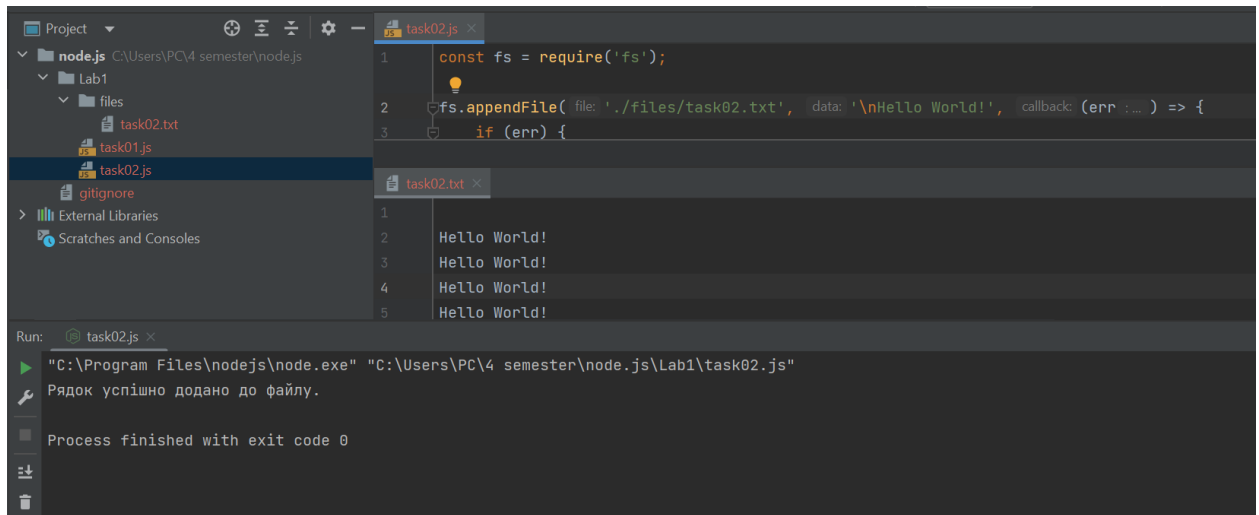 Project
node.js C:\Users\PC\4 semester\node.js
Lab1
files
task02.txt
task01.js
task02.js
gitignore
External Libraries
Scratches and Consoles
task02.js
1 const fs = require('fs');
2 fs.appendFile( file: './files/task02.txt', data: '\nHello World!', callback: (err : ... ) => {
3 if (err) {
task02.txt
1
2 Hello World!
3 Hello World!
4 Hello World!
5 Hello World!
Run: task02.js
"C:\Program Files\nodejs\node.exe" "C:\Users\PC\4 semester\node.js\Lab1\task02.js"
Рядок успішно додано до файлу.
Process finished with exit code 0